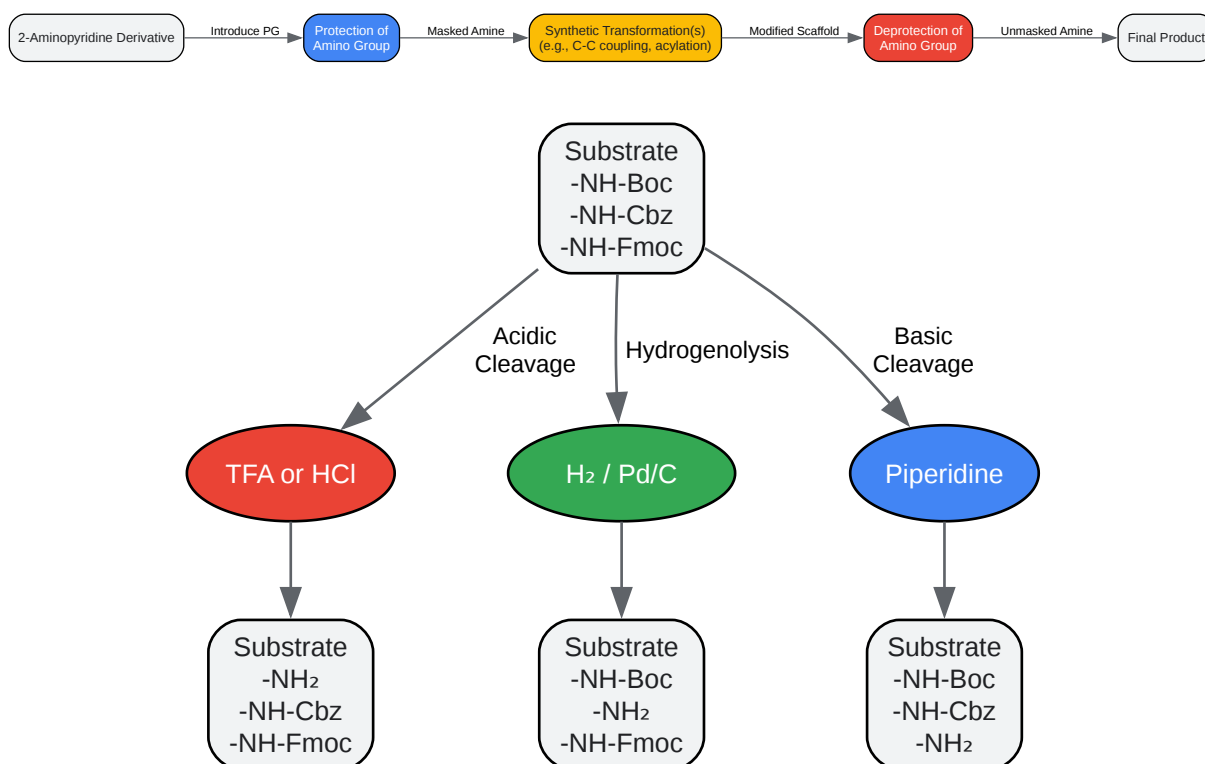 2-Aminopyridine Derivative
Introduce PG
Protection of
Amino Group
Masked Amine
Synthetic Transformation(s)
(e.g., C-C coupling, acylation)
Modified Scaffold
Deprotection of
Amino Group
Unmasked Amine
Final Product
Substrate
-NH-Boc
-NH-Cbz
-NH-Fmoc
Acidic
Cleavage
Hydrogenolysis
Basic
Cleavage
TFA or HCl
H₂ / Pd/C
Piperidine
Substrate
-NH₂
-NH-Cbz
-NH-Fmoc
Substrate
-NH-Boc
-NH₂
-NH-Fmoc
Substrate
-NH-Boc
-NH-Cbz
-NH₂